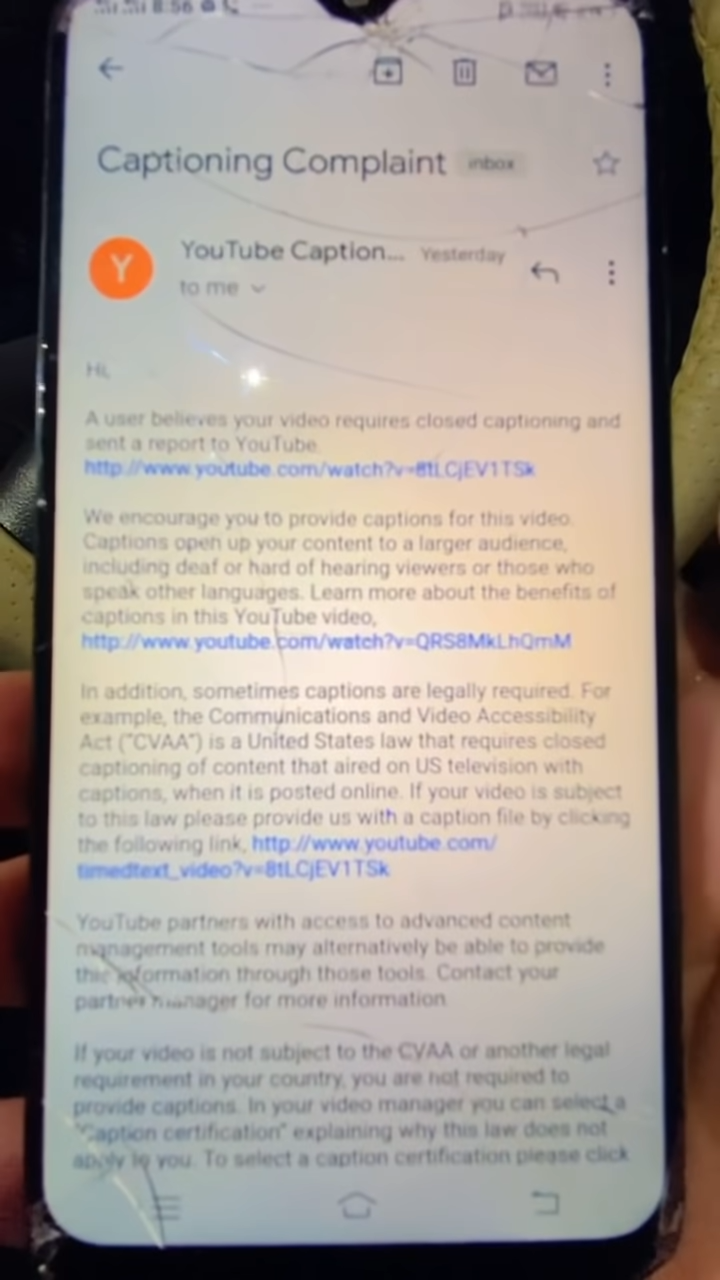 8:56
Captioning Complaint inbox
Y
YouTube Caption... Yesterday
to me
Hi,
A user believes your video requires closed captioning and
sent a report to YouTube.
http://www.youtube.com/watch?v=8tLCjEV1TSk
We encourage you to provide captions for this video.
Captions open up your content to a larger audience,
including deaf or hard of hearing viewers or those who
speak other languages. Learn more about the benefits of
captions in this YouTube video,
http://www.youtube.com/watch?v=QRS8MkLhQmM
In addition, sometimes captions are legally required. For
example, the Communications and Video Accessibility
Act ("CVAA") is a United States law that requires closed
captioning of content that aired on US television with
captions, when it is posted online. If your video is subject
to this law please provide us with a caption file by clicking
the following link, http://www.youtube.com/
timedtext_video?v=8tLCjEV1TSk
YouTube partners with access to advanced content
management tools may alternatively be able to provide
this information through those tools. Contact your
partner manager for more information.
If your video is not subject to the CVAA or another legal
requirement in your country, you are not required to
provide captions. In your video manager you can select a
"Caption certification" explaining why this law does not
apply to you. To select a caption certification please click